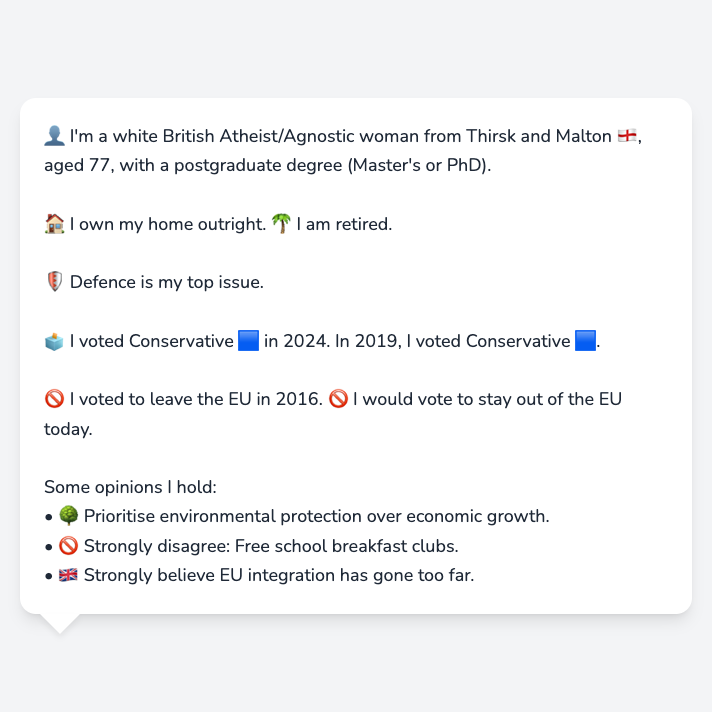 👤 I'm a white British Atheist/Agnostic woman from Thirsk and Malton 🏴󠁧󠁢󠁥󠁮󠁧󠁿,
aged 77, with a postgraduate degree (Master's or PhD).
🏠 I own my home outright. 🌴 I am retired.
🛡️ Defence is my top issue.
🗳️ I voted Conservative 🟦 in 2024. In 2019, I voted Conservative 🟦.
🚫 I voted to leave the EU in 2016. 🚫 I would vote to stay out of the EU
today.
Some opinions I hold:
• 🌳 Prioritise environmental protection over economic growth.
• 🚫 Strongly disagree: Free school breakfast clubs.
• 🇬🇧 Strongly believe EU integration has gone too far.